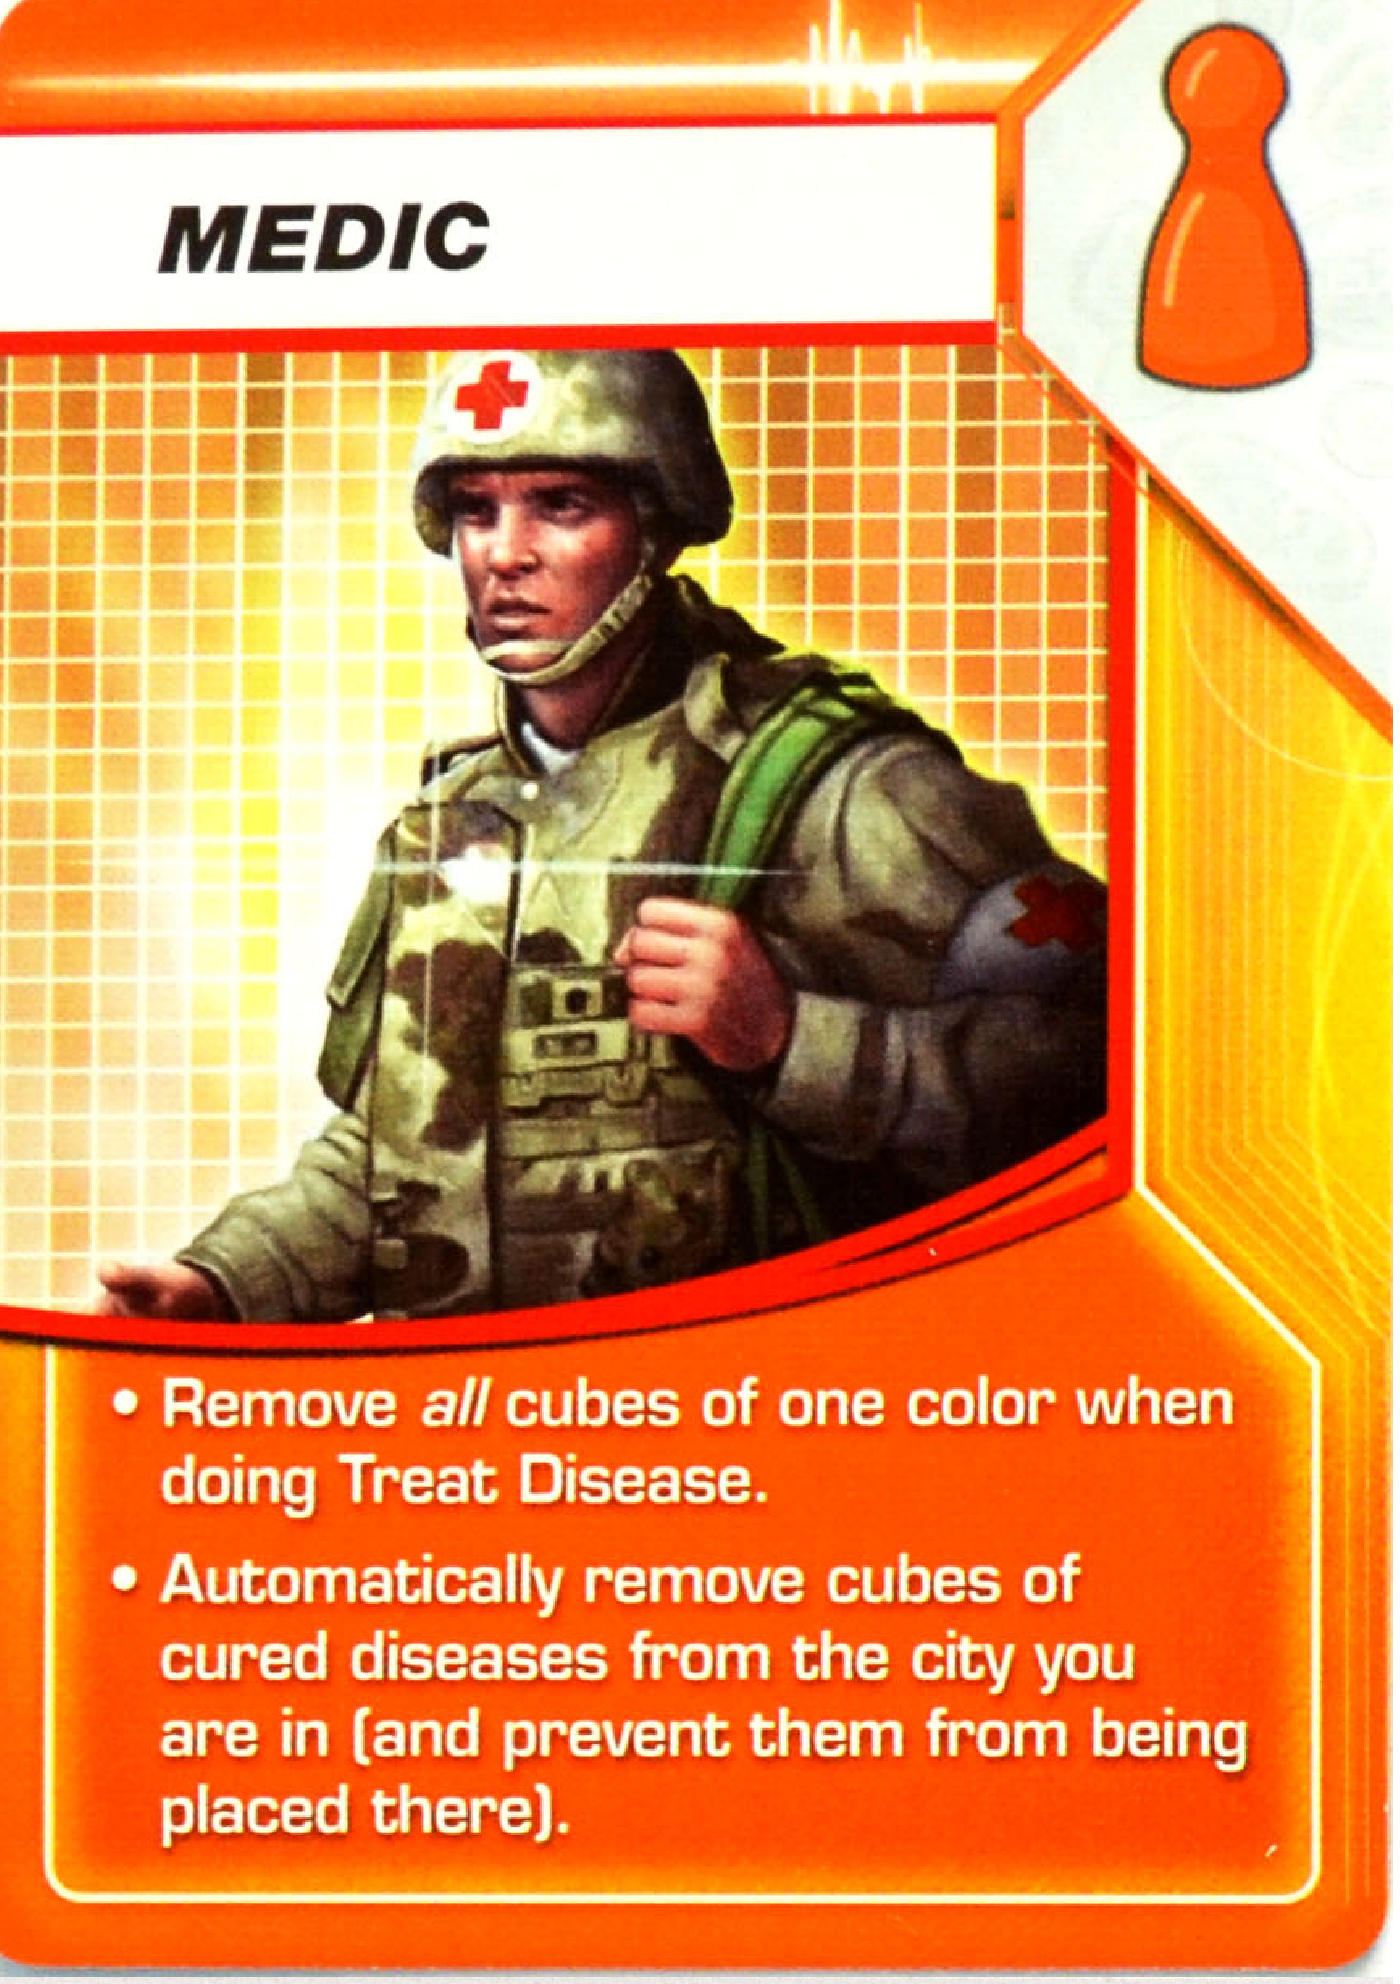 MEDIC
• Remove all cubes of one color when
doing Treat Disease.
• Automatically remove cubes of
cured diseases from the city you
are in (and prevent them from being
placed there).